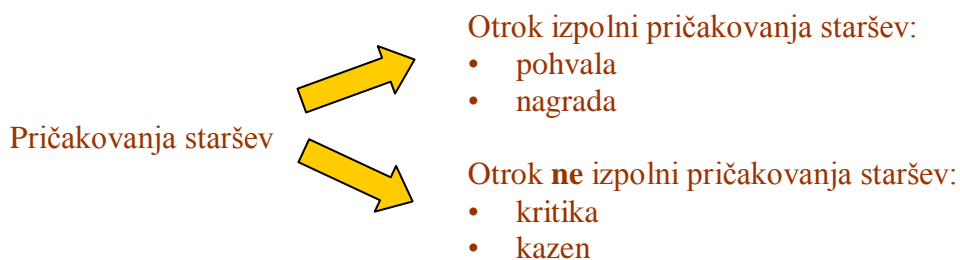 Pričakovanja staršev
Otrok izpolni pričakovanja staršev:
• pohvala
• nagrada
Otrok ne izpolni pričakovanja staršev:
• kritika
• kazen